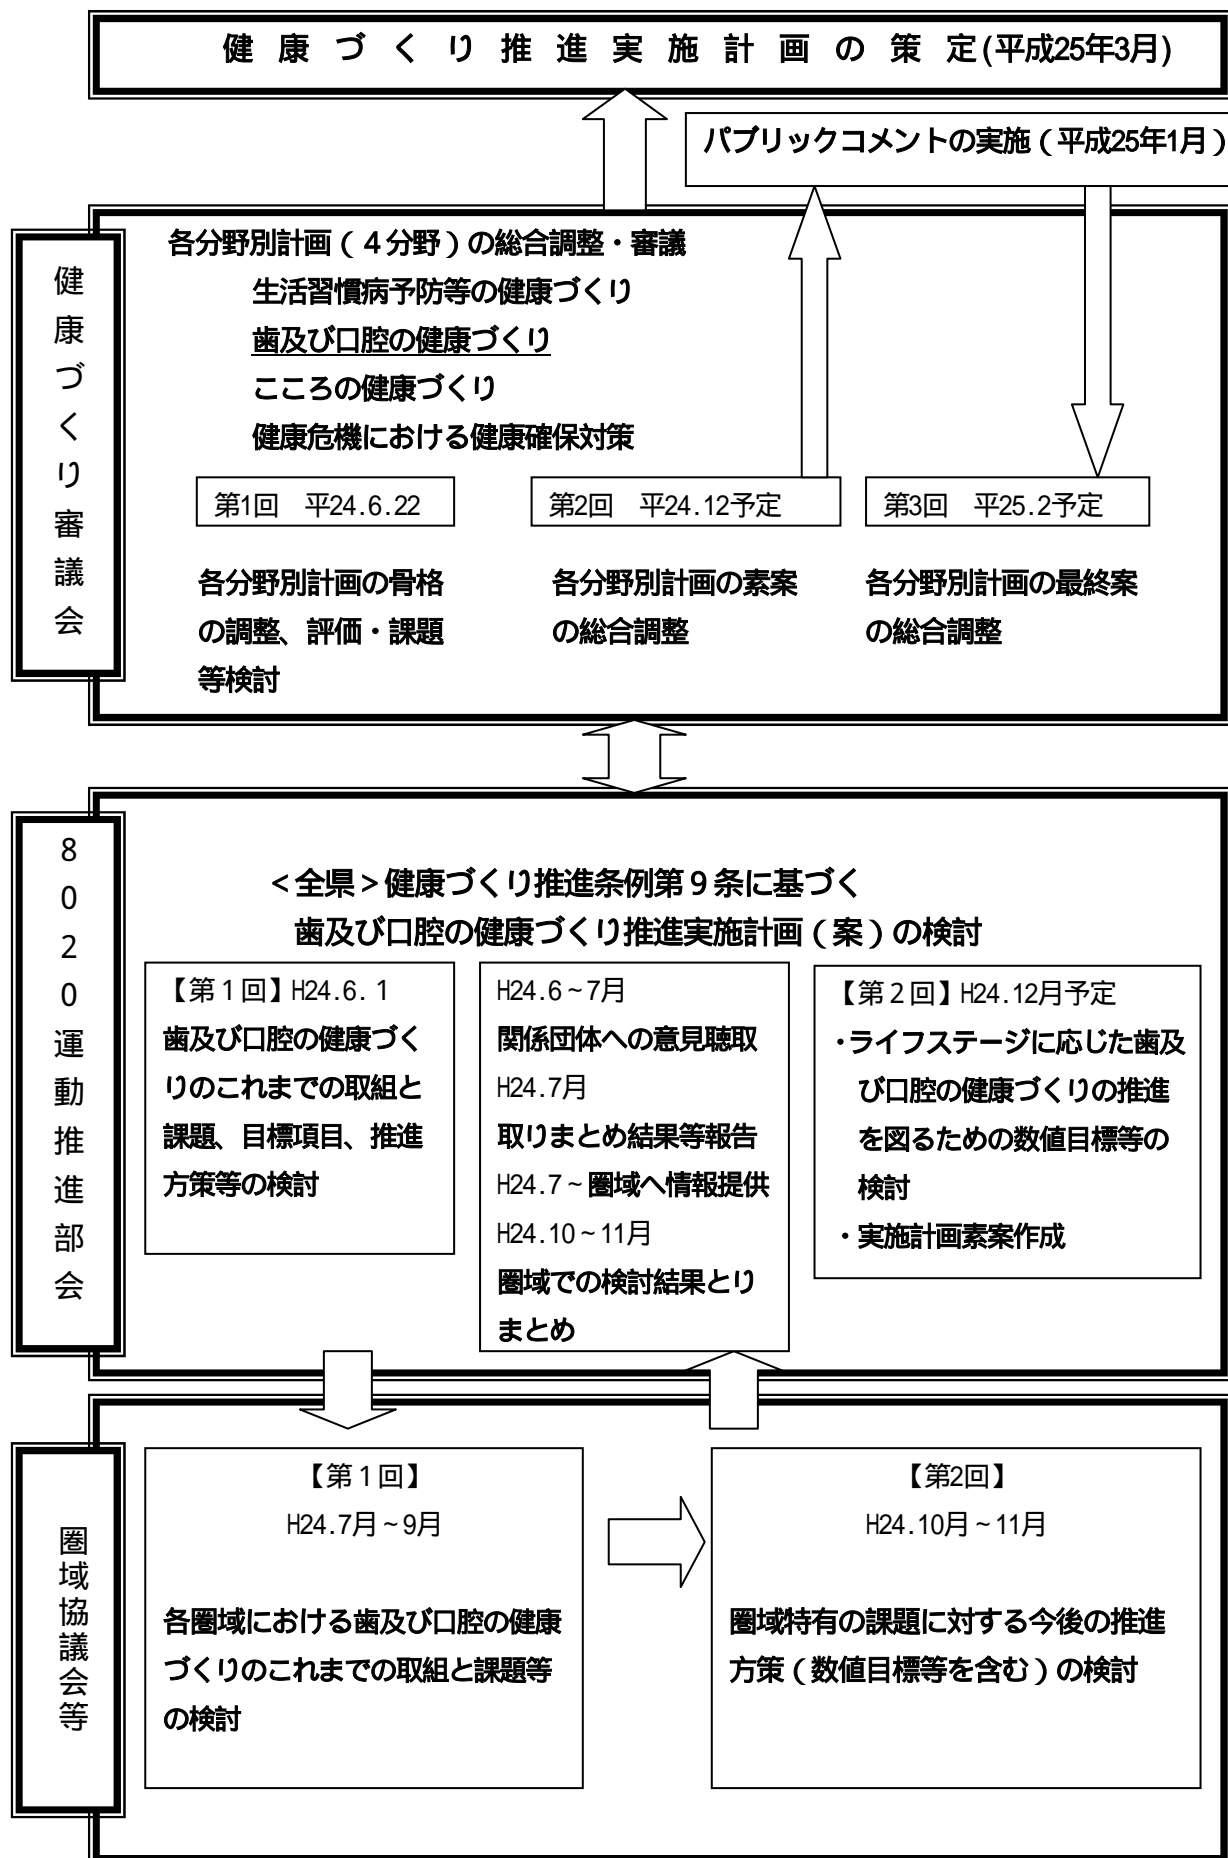 健康づくり推進実施計画の策定(平成25年3月)
パブリックコメントの実施（平成25年1月）
健康づくり審議会
各分野別計画（４分野）の総合調整・審議
生活習慣病予防等の健康づくり
歯及び口腔の健康づくり
こころの健康づくり
健康危機における健康確保対策
第1回　平24.6.22
各分野別計画の骨格
の調整、評価・課題
等検討
第2回　平24.12予定
各分野別計画の素案
の総合調整
第3回　平25.2予定
各分野別計画の最終案
の総合調整
８０２０運動推進部会
＜全県＞健康づくり推進条例第９条に基づく
歯及び口腔の健康づくり推進実施計画（案）の検討
【第１回】H24.6.1
歯及び口腔の健康づく
りのこれまでの取組と
課題、目標項目、推進
方策等の検討
H24.6～7月
関係団体への意見聴取
H24.7月
取りまとめ結果等報告
H24.7～圏域へ情報提供
H24.10～11月
圏域での検討結果とり
まとめ
【第２回】H24.12月予定
・ライフステージに応じた歯及
び口腔の健康づくりの推進
を図るための数値目標等の
検討
・実施計画素案作成
圏域協議会等
【第１回】
H24.7月～9月
各圏域における歯及び口腔の健康
づくりのこれまでの取組と課題等
の検討
【第2回】
H24.10月～11月
圏域特有の課題に対する今後の推進
方策（数値目標等を含む）の検討